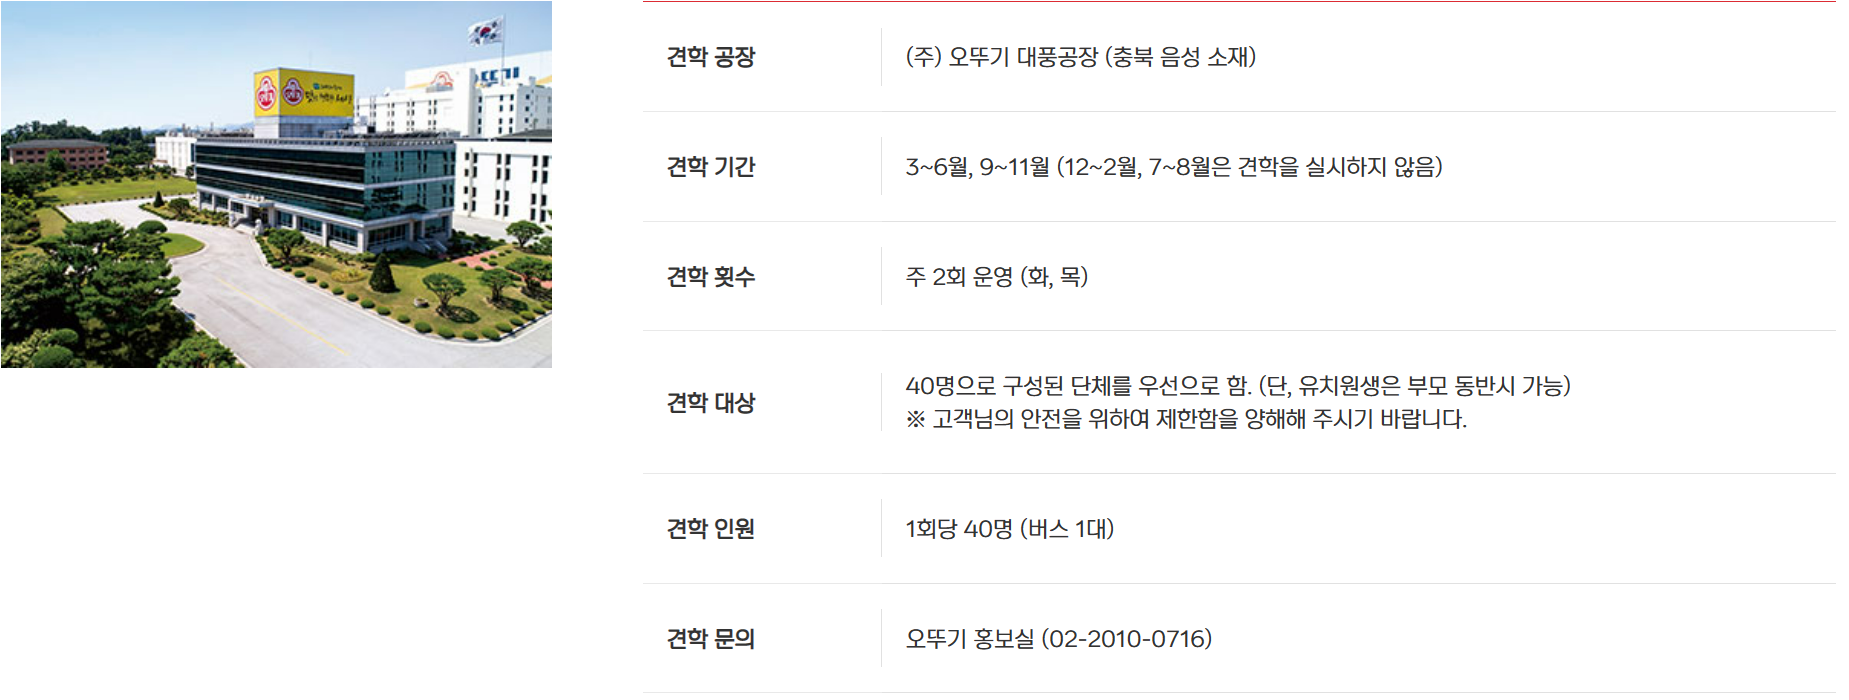 견학 공장
(주) 오뚜기 대풍공장 (충북 음성 소재)
견학 기간
3~6월, 9~11월 (12~2월, 7~8월은 견학을 실시하지 않음)
견학 횟수
주 2회 운영 (화, 목)
견학 대상
40명으로 구성된 단체를 우선으로 함. (단, 유치원생은 부모 동반시 가능)
※ 고객님의 안전을 위하여 제한함을 양해해 주시기 바랍니다.
견학 인원
1회당 40명 (버스 1대)
견학 문의
오뚜기 홍보실 (02-2010-0716)